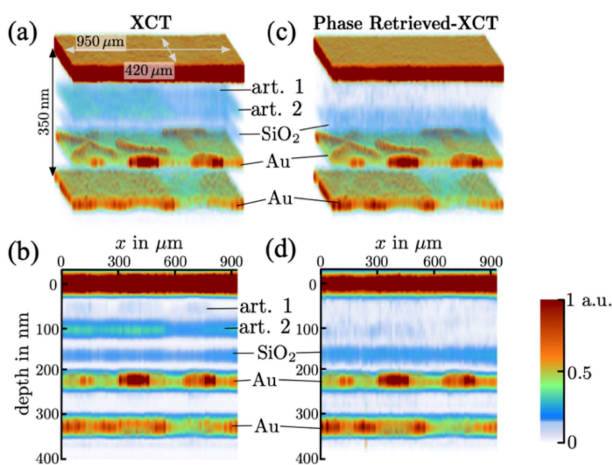 XCT
Phase Retrieved-XCT
(a)
(c)
950 μm
420 μm
350 nm
art. 1
art. 2
SiO₂
Au
Au
x in μm
x in μm
(b)
(d)
0 300 600 900
0 300 600 900
depth in nm
0
100
200
300
400
0
100
200
300
400
art. 1
art. 2
SiO₂
Au
Au
1 a.u.
0.5
0